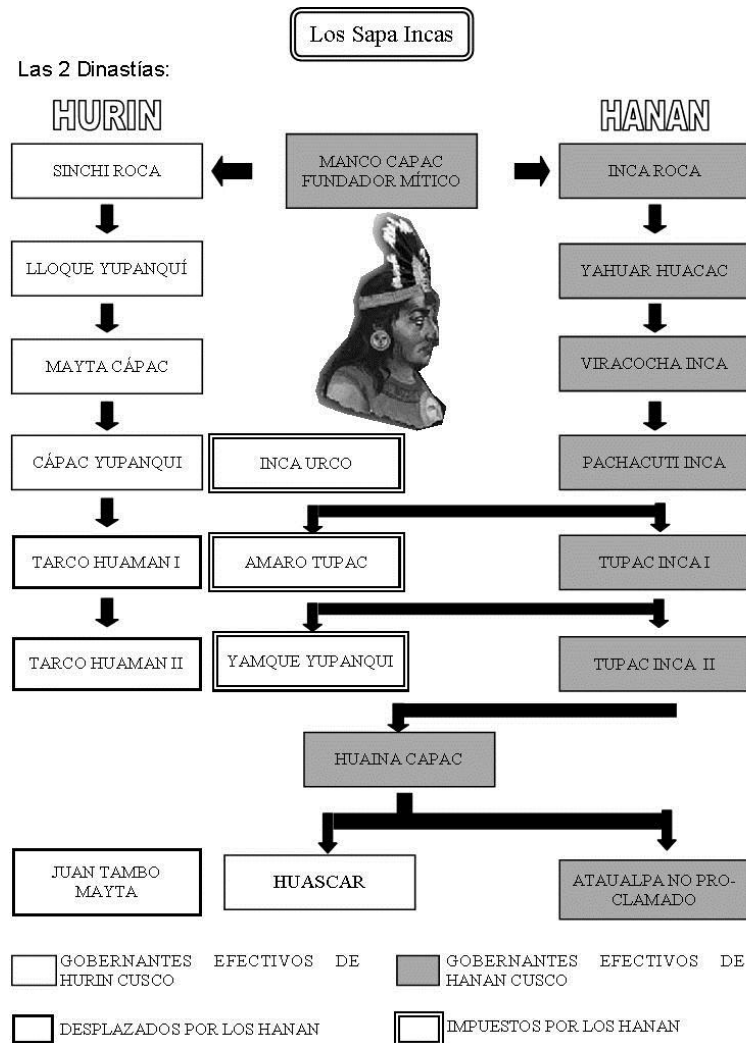 Los Sapa Incas
Las 2 Dinastías:
HURIN
HANAN
SINCHI ROCA
MANCO CAPAC
FUNDADOR MÍTICO
INCA ROCA
LLOQUE YUPANQUÍ
YAHUAR HUACAC
MAYTA CÁPAC
VIRACOCHA INCA
CÁPAC YUPANQUI
INCA URCO
PACHACUTI INCA
TARCO HUAMAN I
AMARO TUPAC
TUPAC INCA I
TARCO HUAMAN II
YAMQUE YUPANQUI
TUPAC INCA II
HUAINA CAPAC
JUAN TAMBO
MAYTA
HUASCAR
ATAUALPA NO PRO-
CLAMADO
GOBERNANTES EFECTIVOS DE
HURIN CUSCO
GOBERNANTES EFECTIVOS DE
HANAN CUSCO
DESPLAZADOS POR LOS HANAN
IMPUESTOS POR LOS HANAN